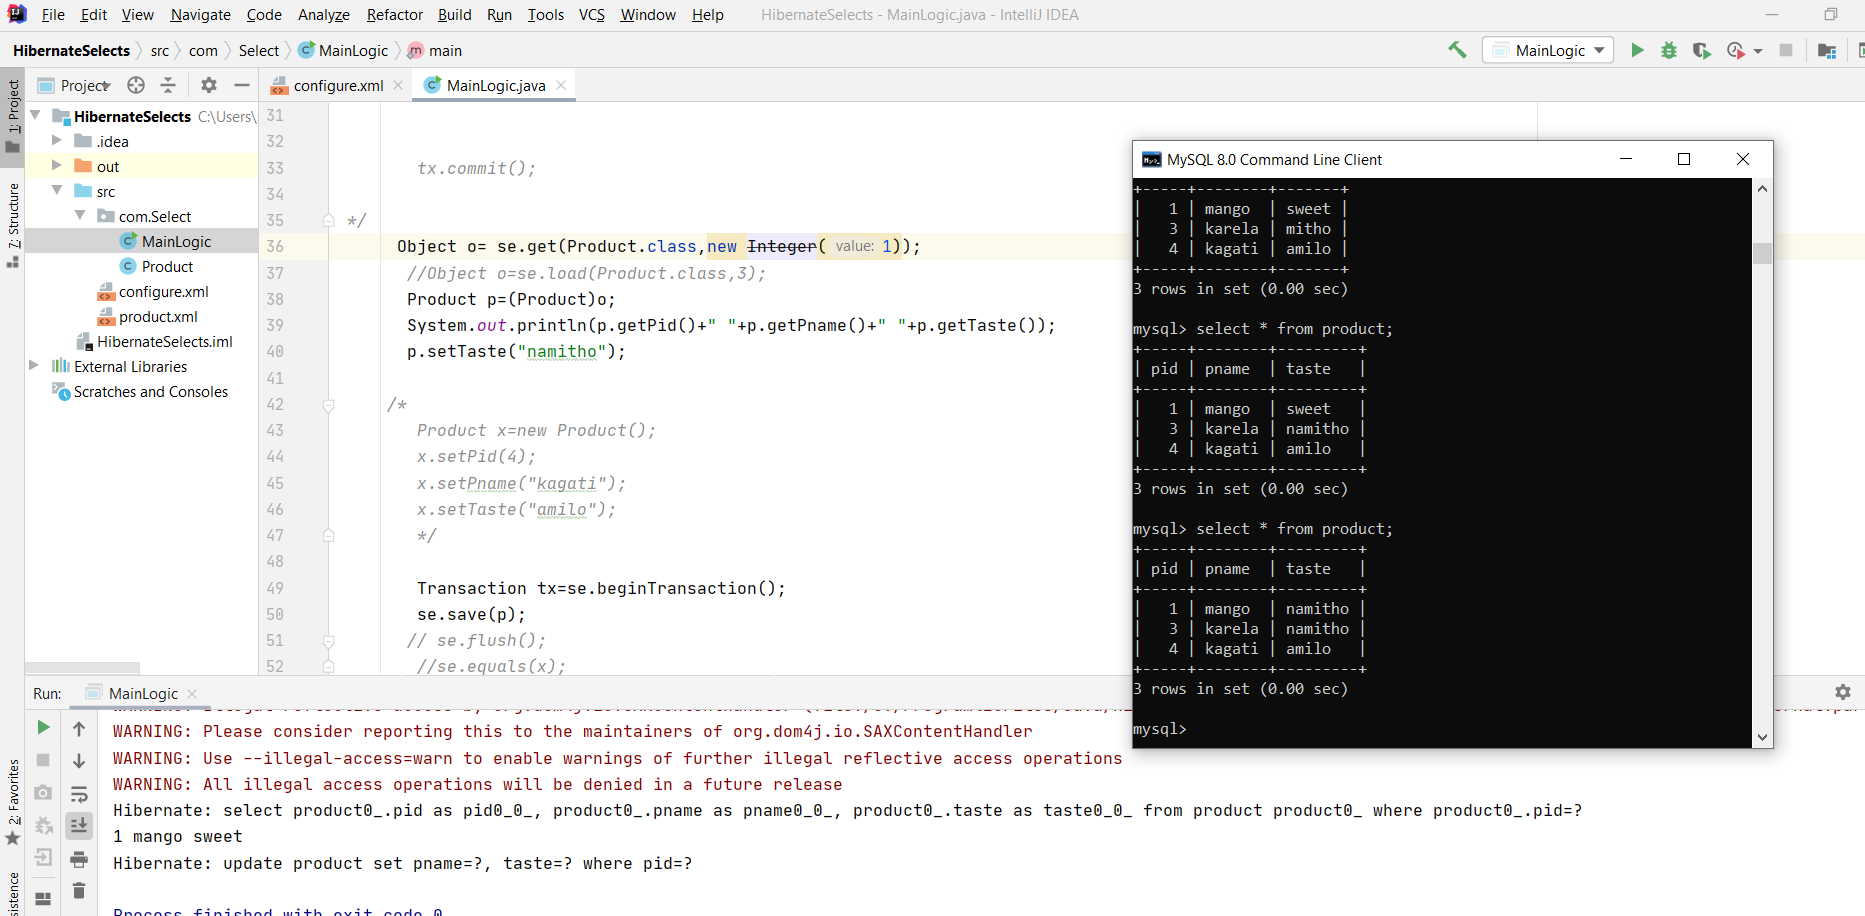 File Edit View Navigate Code Analyze Refactor Build Run Tools VCS Window Help HibernateSelects - MainLogic.java - IntelliJ IDEA
HibernateSelects src com Select MainLogic main
MainLogic
Project
configure.xml
MainLogic.java
1: Project
7: Structure
2: Favorites
HibernateSelects C:\Users\
.idea
out
src
com.Select
MainLogic
Product
configure.xml
product.xml
HibernateSelects.iml
External Libraries
Scratches and Consoles
31
32
33 tx.commit();
34
35 */
36 Object o= se.get(Product.class,new Integer( value: 1));
37 //Object o=se.load(Product.class,3);
38 Product p=(Product)o;
39 System.out.println(p.getPid()+" "+p.getPname()+" "+p.getTaste());
40 p.setTaste("namitho");
41
42 /*
43 Product x=new Product();
44 x.setPid(4);
45 x.setPname("kagati");
46 x.setTaste("amilo");
47 */
48
49 Transaction tx=se.beginTransaction();
50 se.save(p);
51 // se.flush();
52 //se.equals(x);
MySQL 8.0 Command Line Client
+-----+--------+-------+
| 1 | mango | sweet |
| 3 | karela | mitho |
| 4 | kagati | amilo |
+-----+--------+-------+
3 rows in set (0.00 sec)
mysql> select * from product;
+-----+--------+---------+
| pid | pname | taste |
+-----+--------+---------+
| 1 | mango | sweet |
| 3 | karela | namitho |
| 4 | kagati | amilo |
+-----+--------+---------+
3 rows in set (0.00 sec)
mysql> select * from product;
+-----+--------+---------+
| pid | pname | taste |
+-----+--------+---------+
| 1 | mango | namitho |
| 3 | karela | namitho |
| 4 | kagati | amilo |
+-----+--------+---------+
3 rows in set (0.00 sec)
mysql>
Run: MainLogic
WARNING: Please consider reporting this to the maintainers of org.dom4j.io.SAXContentHandler
WARNING: Use --illegal-access=warn to enable warnings of further illegal reflective access operations
WARNING: All illegal access operations will be denied in a future release
Hibernate: select product0_.pid as pid0_0_, product0_.pname as pname0_0_, product0_.taste as taste0_0_ from product product0_ where product0_.pid=?
1 mango sweet
Hibernate: update product set pname=?, taste=? where pid=?
Process finished with exit code 0